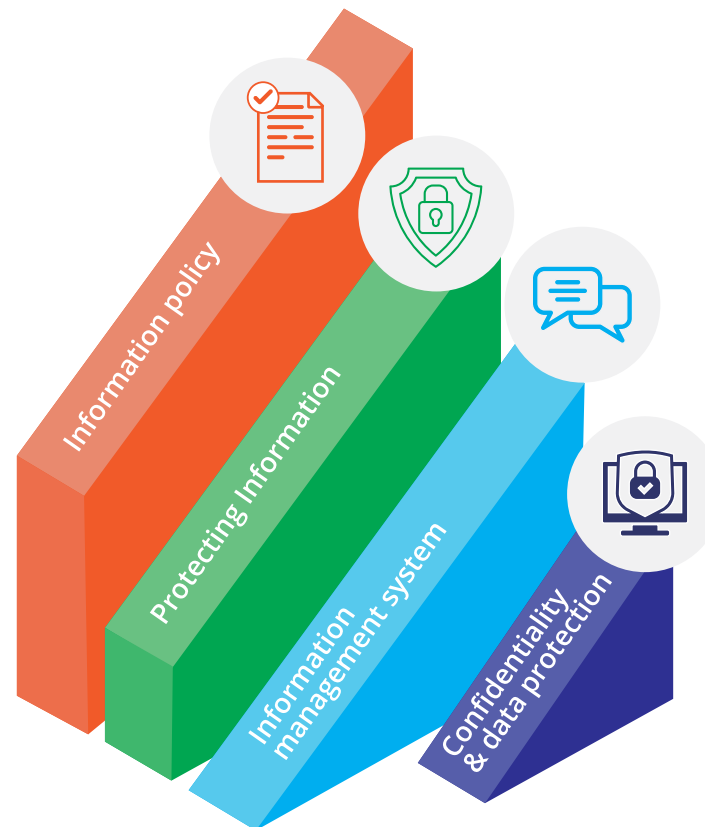 Information policy
Protecting Information
Information
management system
Confidentiality
& data protection